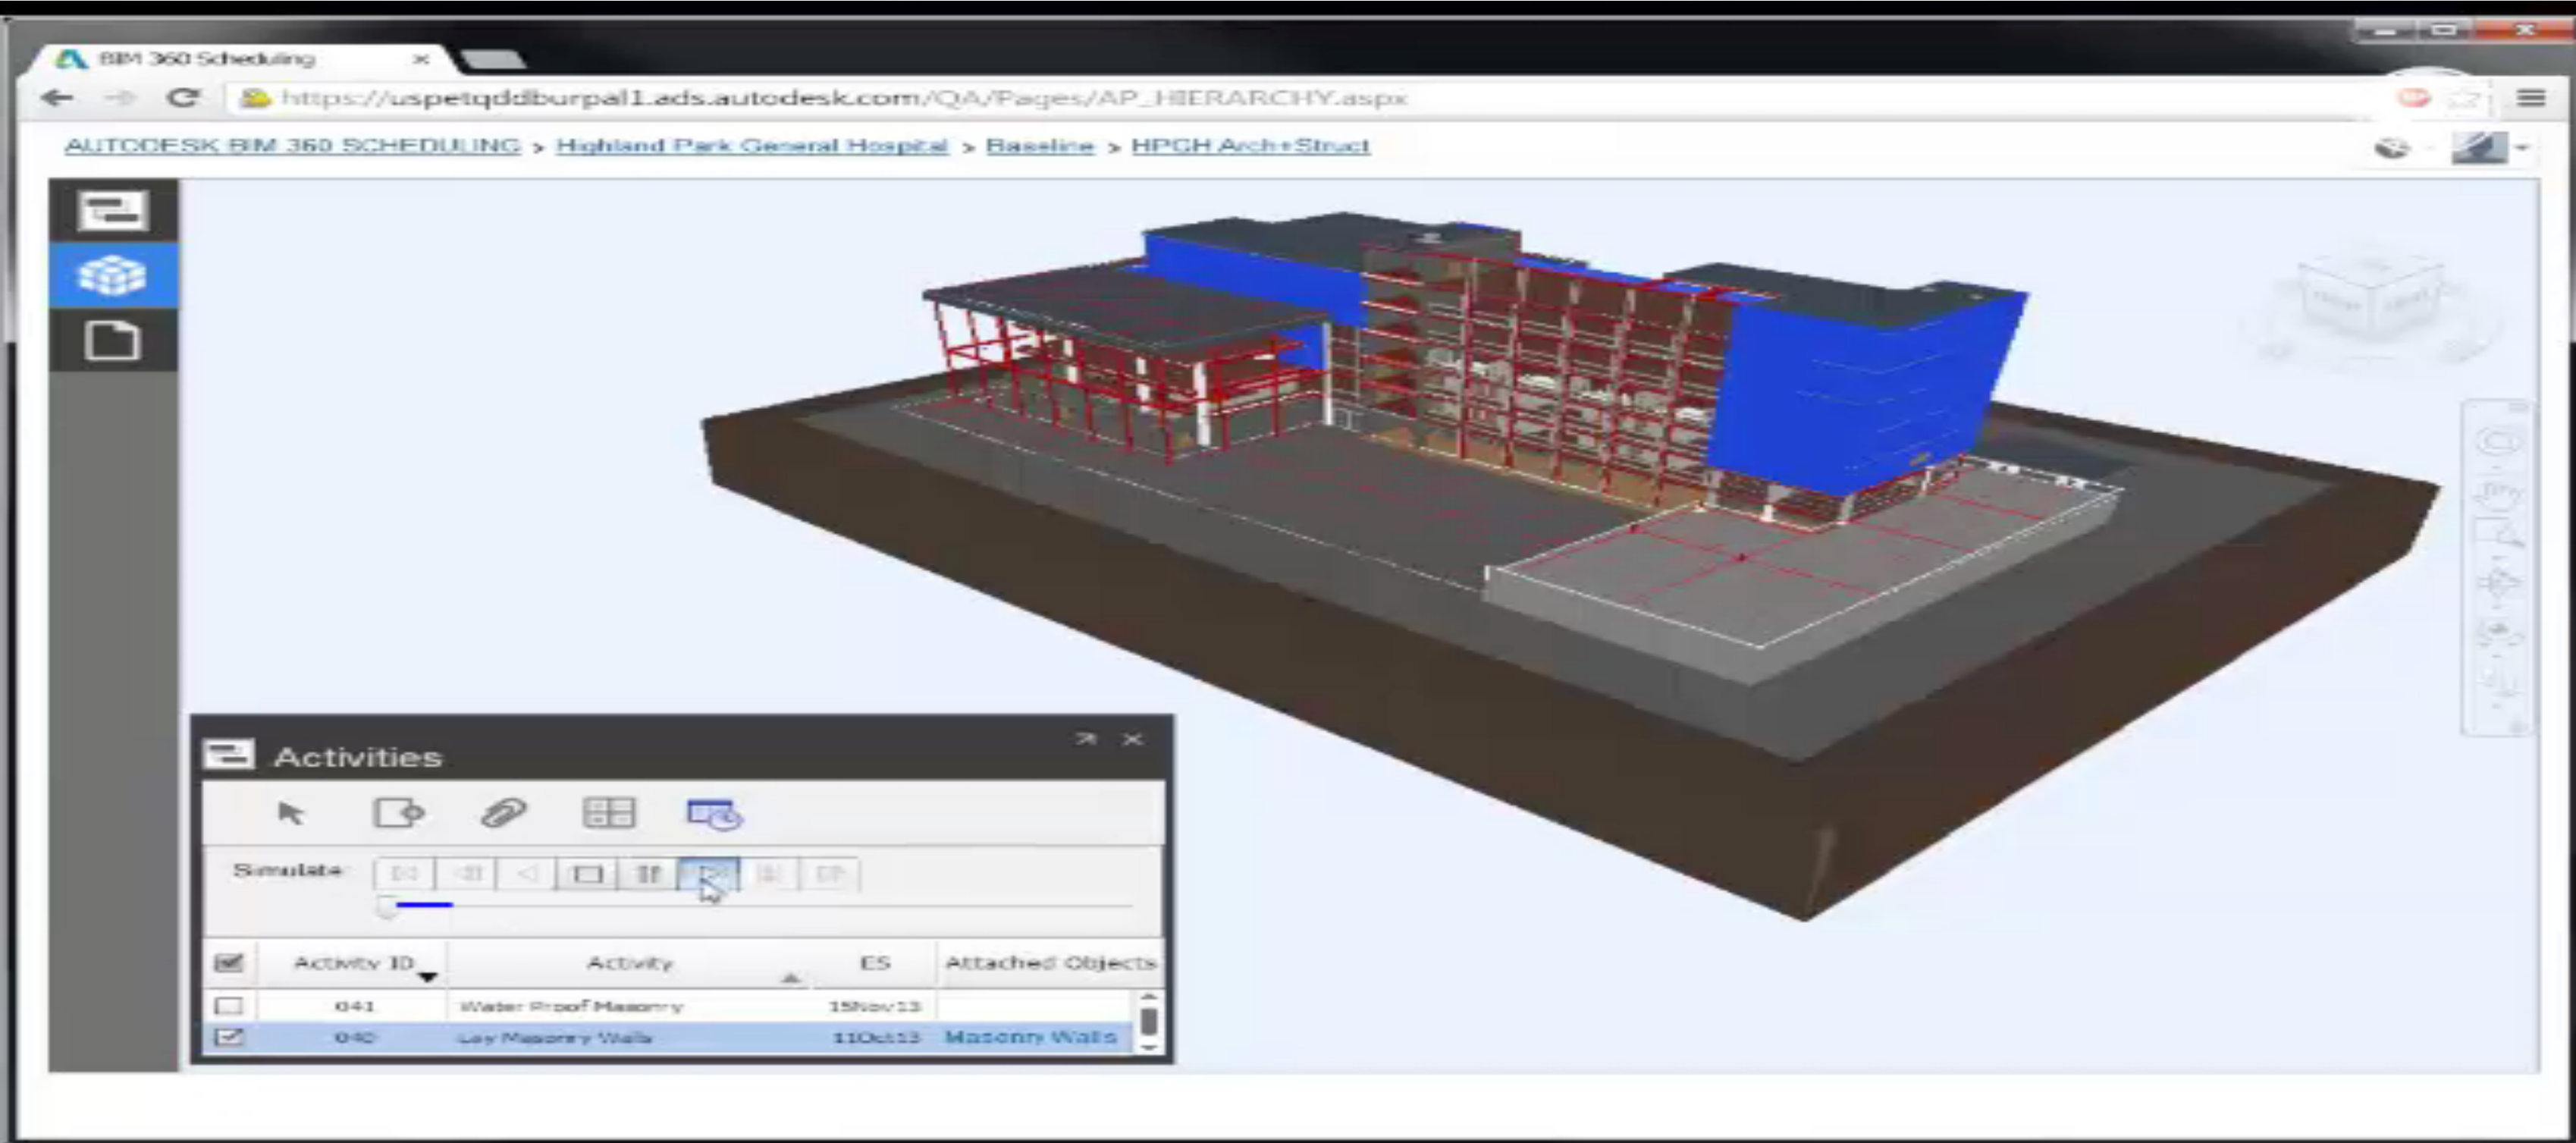 BIM 360 Scheduling
https://uspetqddburpal1.ads.autodesk.com/QA/Pages/AP_HIERARCHY.aspx
AUTODESK BIM 360 SCHEDULING > Highland Park General Hospital > Baseline > HPGH Arch+Struct
Activities
Simulate
Activity ID Activity ES Attached Objects
041 Water Proof Masonry 15Nov13
040 Lay Masonry Walls 11Oct13 Masonry Walls